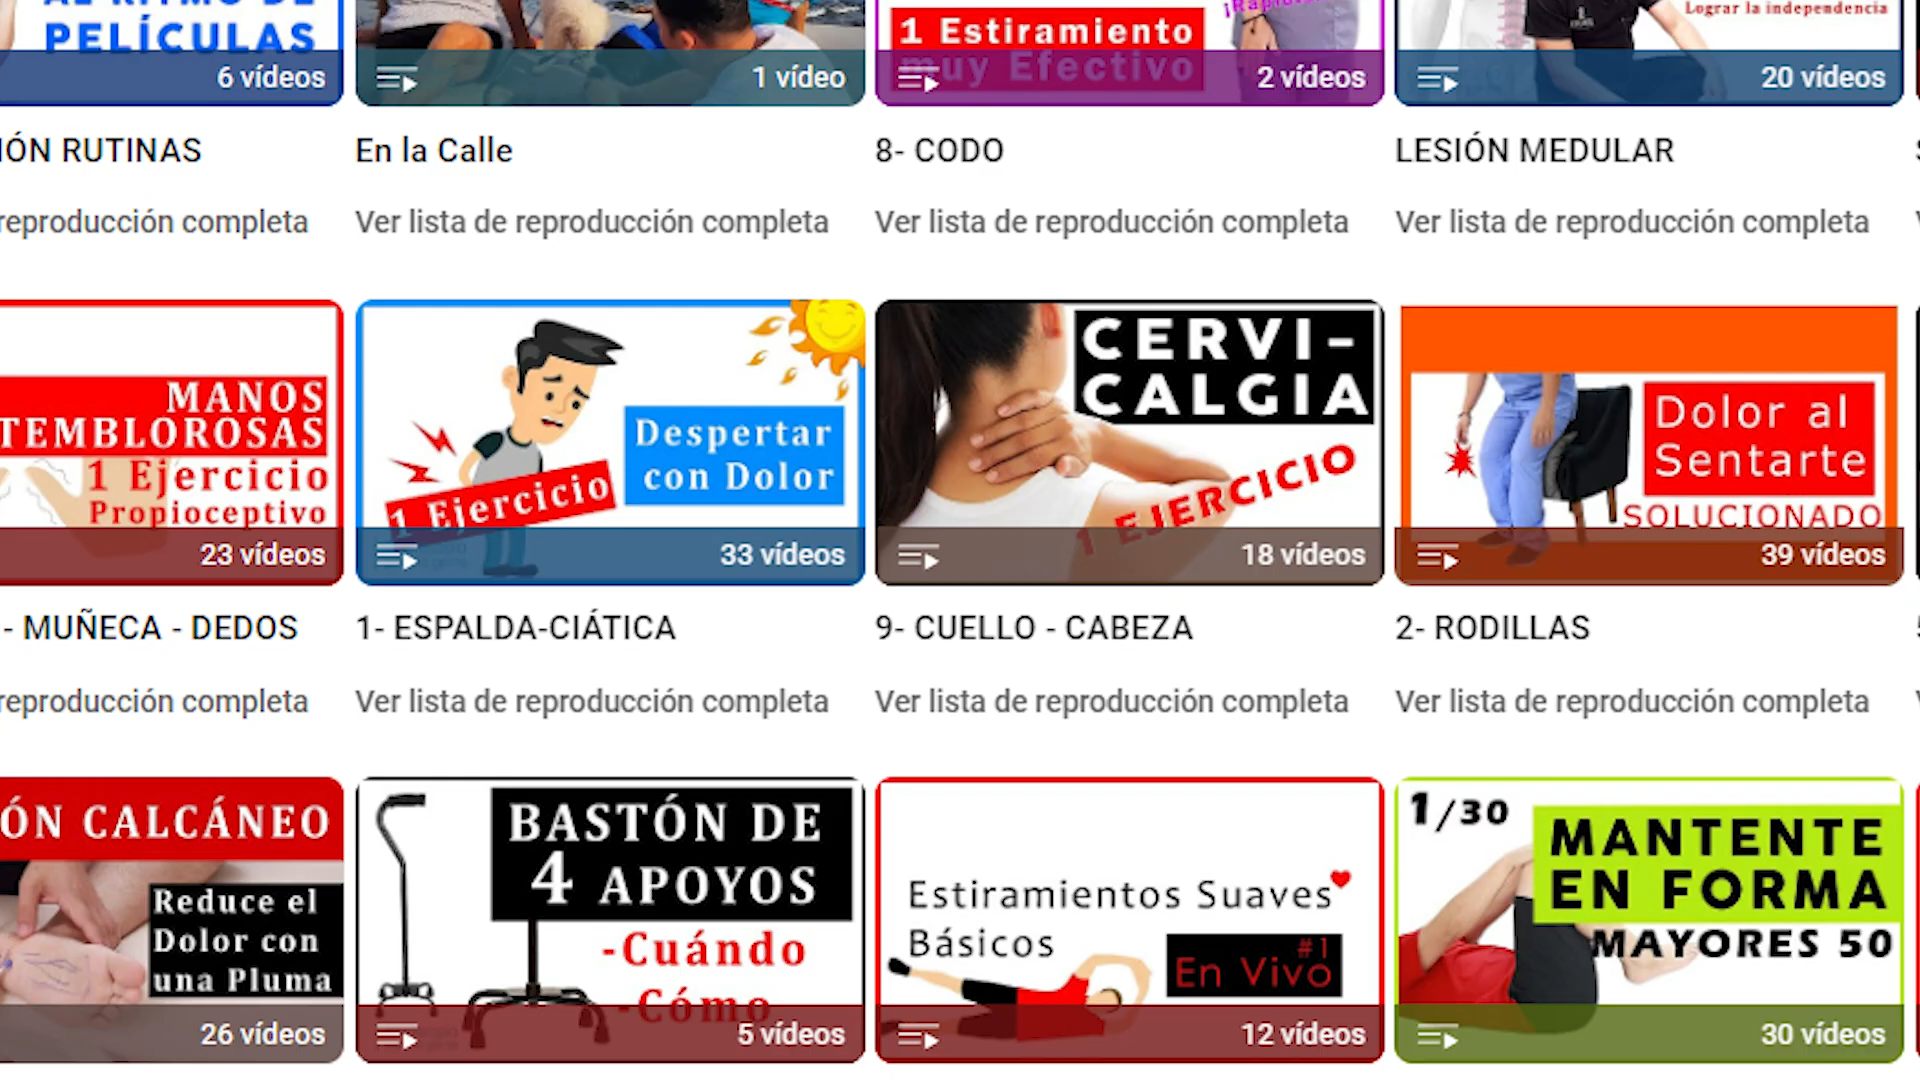 AL RITMO DE
PELÍCULAS
6 vídeos
1 vídeo
¡Rápido!
1 Estiramiento
muy Efectivo
2 vídeos
Lograr la independencia
20 vídeos
IÓN RUTINAS
En la Calle
8- CODO
LESIÓN MEDULAR
reproducción completa
Ver lista de reproducción completa
Ver lista de reproducción completa
Ver lista de reproducción completa
MANOS
TEMBLOROSAS
1 Ejercicio
Propioceptivo
23 vídeos
Despertar
con Dolor
1 Ejercicio
33 vídeos
CERVI-
CALGIA
1 EJERCICIO
18 vídeos
Dolor al
Sentarte
SOLUCIONADO
39 vídeos
- MUÑECA - DEDOS
1- ESPALDA-CIÁTICA
9- CUELLO - CABEZA
2- RODILLAS
reproducción completa
Ver lista de reproducción completa
Ver lista de reproducción completa
Ver lista de reproducción completa
ÓN CALCÁNEO
Reduce el
Dolor con
una Pluma
26 vídeos
BASTÓN DE
4 APOYOS
-Cuándo
-Cómo
5 vídeos
Estiramientos Suaves
Básicos
#1
En Vivo
12 vídeos
1/30
MANTENTE
EN FORMA
MAYORES 50
30 vídeos